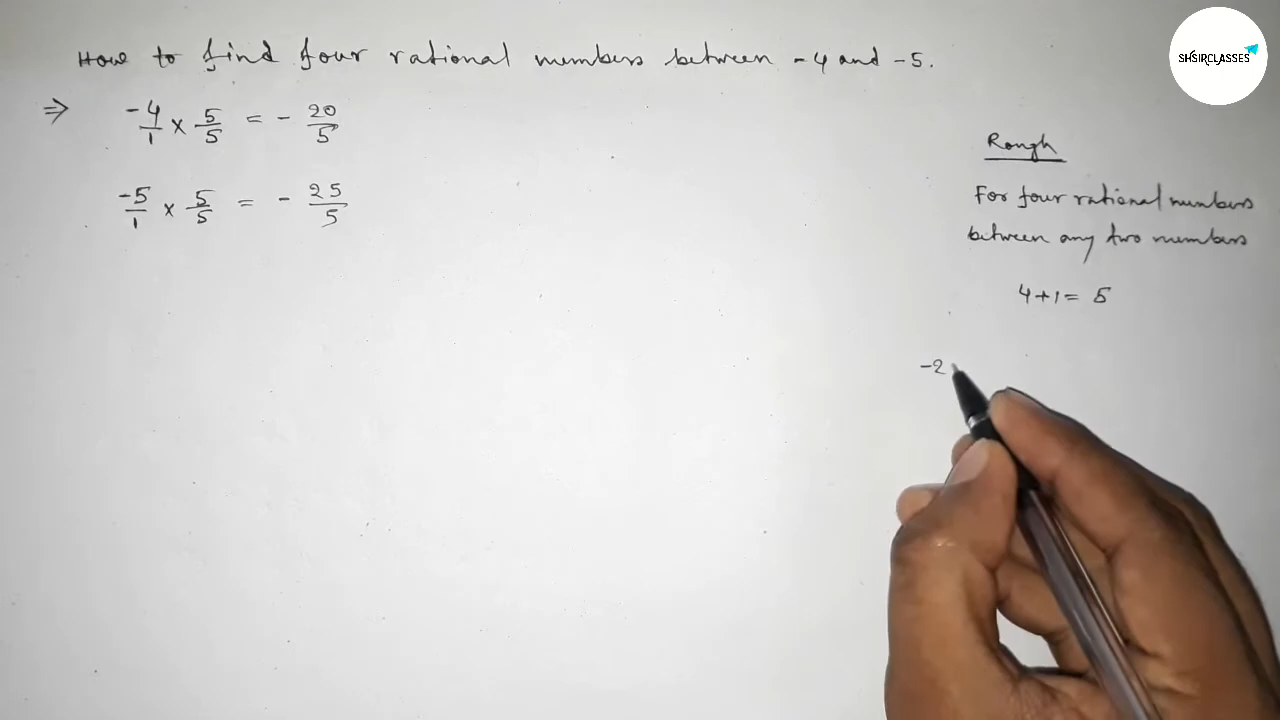 How to find four rational numbers between -4 and -5.
⇒ -4/1 × 5/5 = - 20/5
-5/1 × 5/5 = - 25/5
SHSIRCLASSES
Rough
For four rational numbers
between any two numbers
4+1= 5
-2